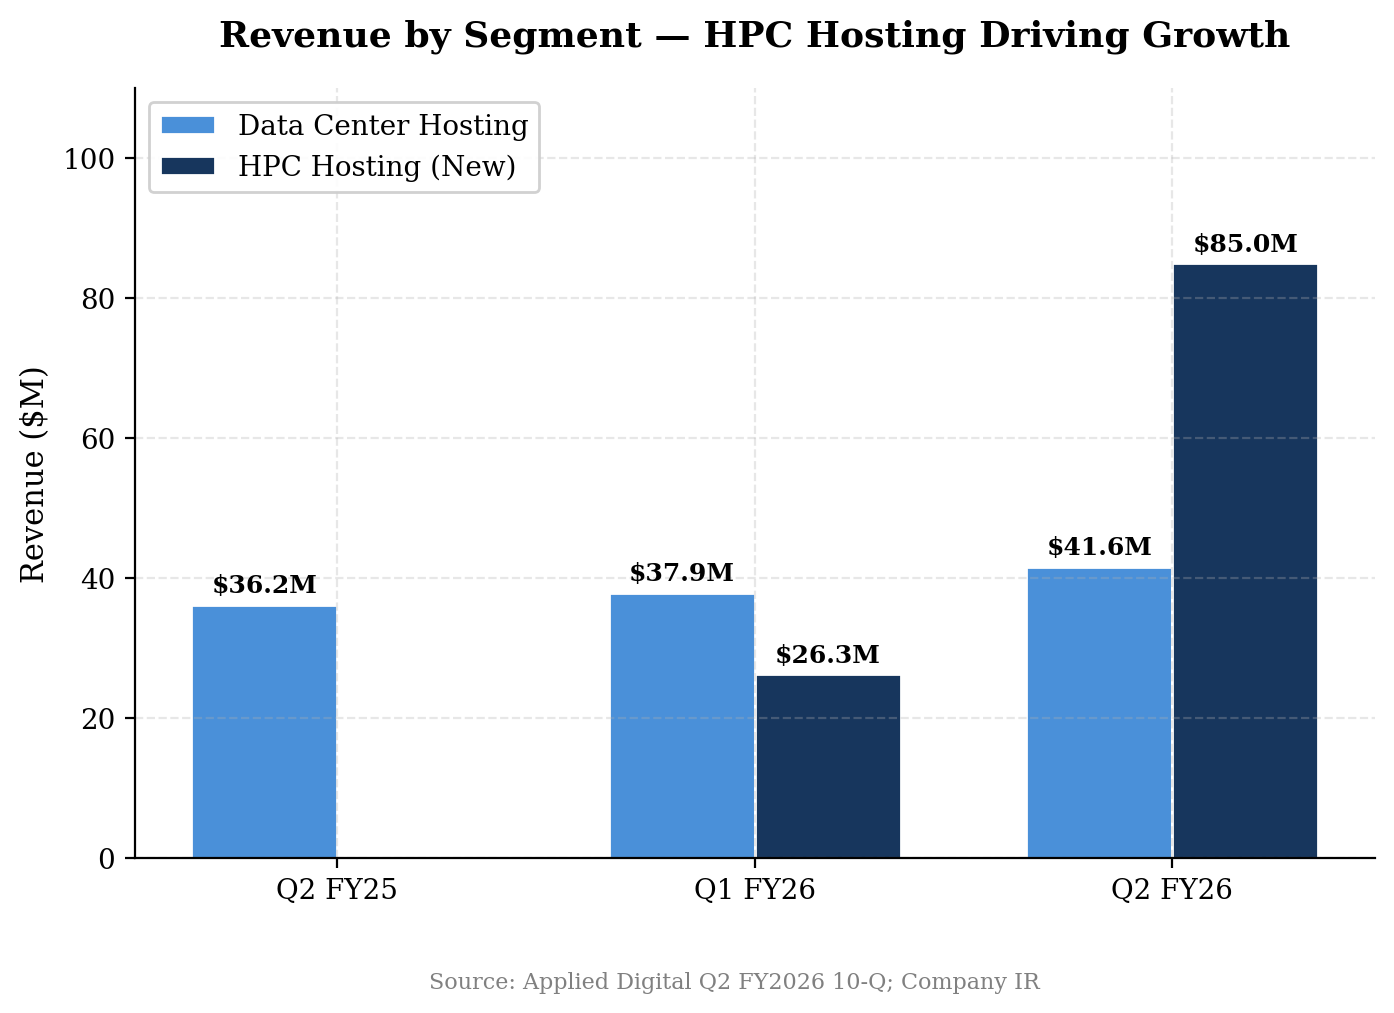 Revenue by Segment — HPC Hosting Driving Growth
Data Center Hosting
HPC Hosting (New)
Revenue ($M)
100
80
60
40
20
0
$36.2M
$37.9M
$26.3M
$41.6M
$85.0M
Q2 FY25
Q1 FY26
Q2 FY26
Source: Applied Digital Q2 FY2026 10-Q; Company IR